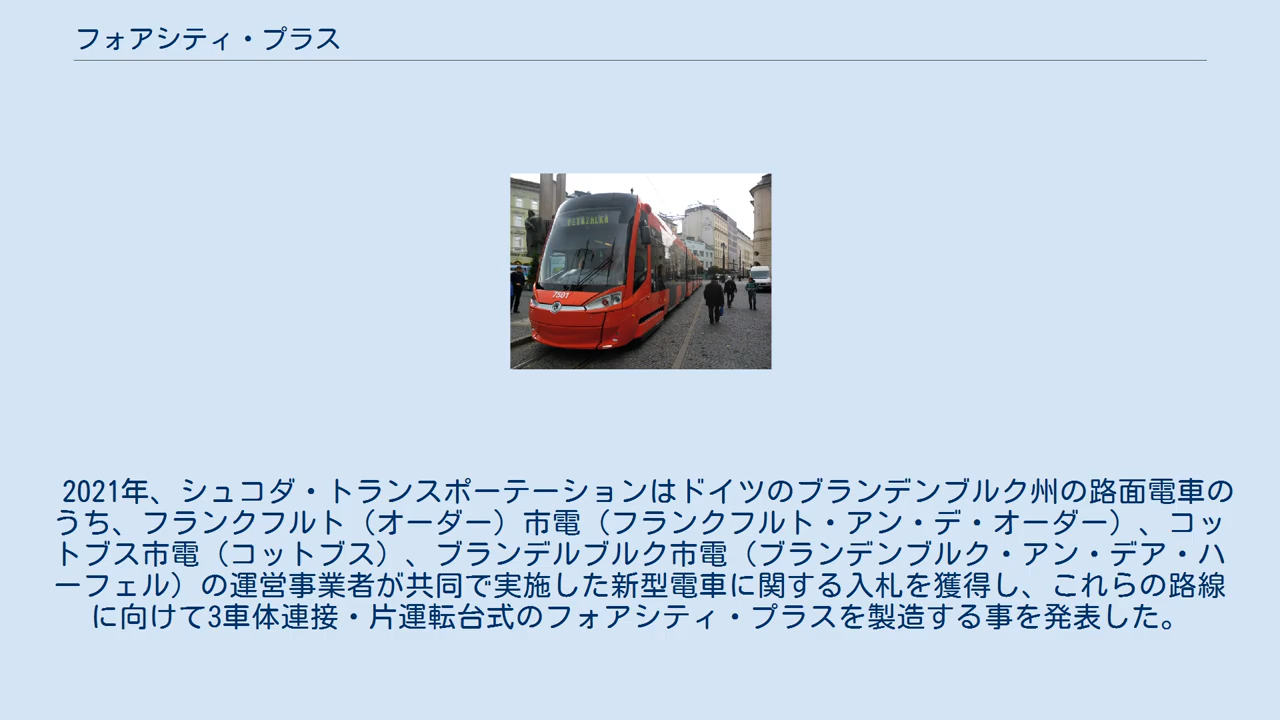 フォアシティ・プラス
PETRZALKA
7501
2021年、シュコダ・トランスポーテーションはドイツのブランデンブルク州の路面電車の
うち、フランクフルト（オーダー）市電（フランクフルト・アン・デ・オーダー）、コッ
トブス市電（コットブス）、ブランデルブルク市電（ブランデンブルク・アン・デア・ハ
ーフェル）の運営事業者が共同で実施した新型電車に関する入札を獲得し、これらの路線
に向けて3車体連接・片運転台式のフォアシティ・プラスを製造する事を発表した。